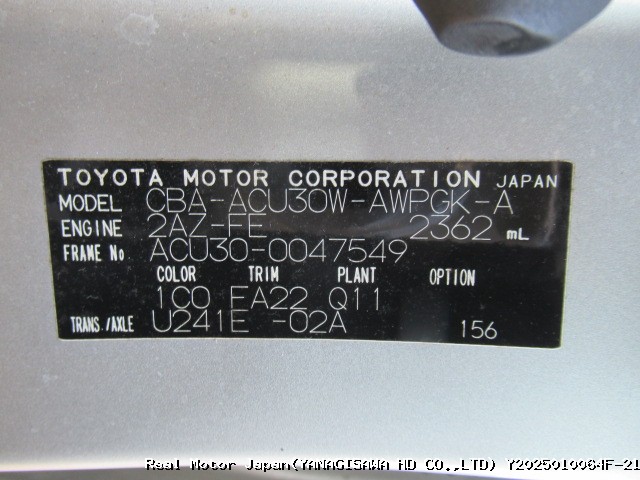 TOYOTA MOTOR CORPORATION JAPAN
MODEL CBA-ACU30W-AWPGK-A
ENGINE 2AZ-FE 2362 mL
FRAME No ACU30-0047549
COLOR TRIM PLANT OPTION
1C0 FA22 Q11
TRANS./AXLE U241E -02A 156
Real Motor Japan(YANAGISAWA HD CO.,LTD) Y2025010064F-21